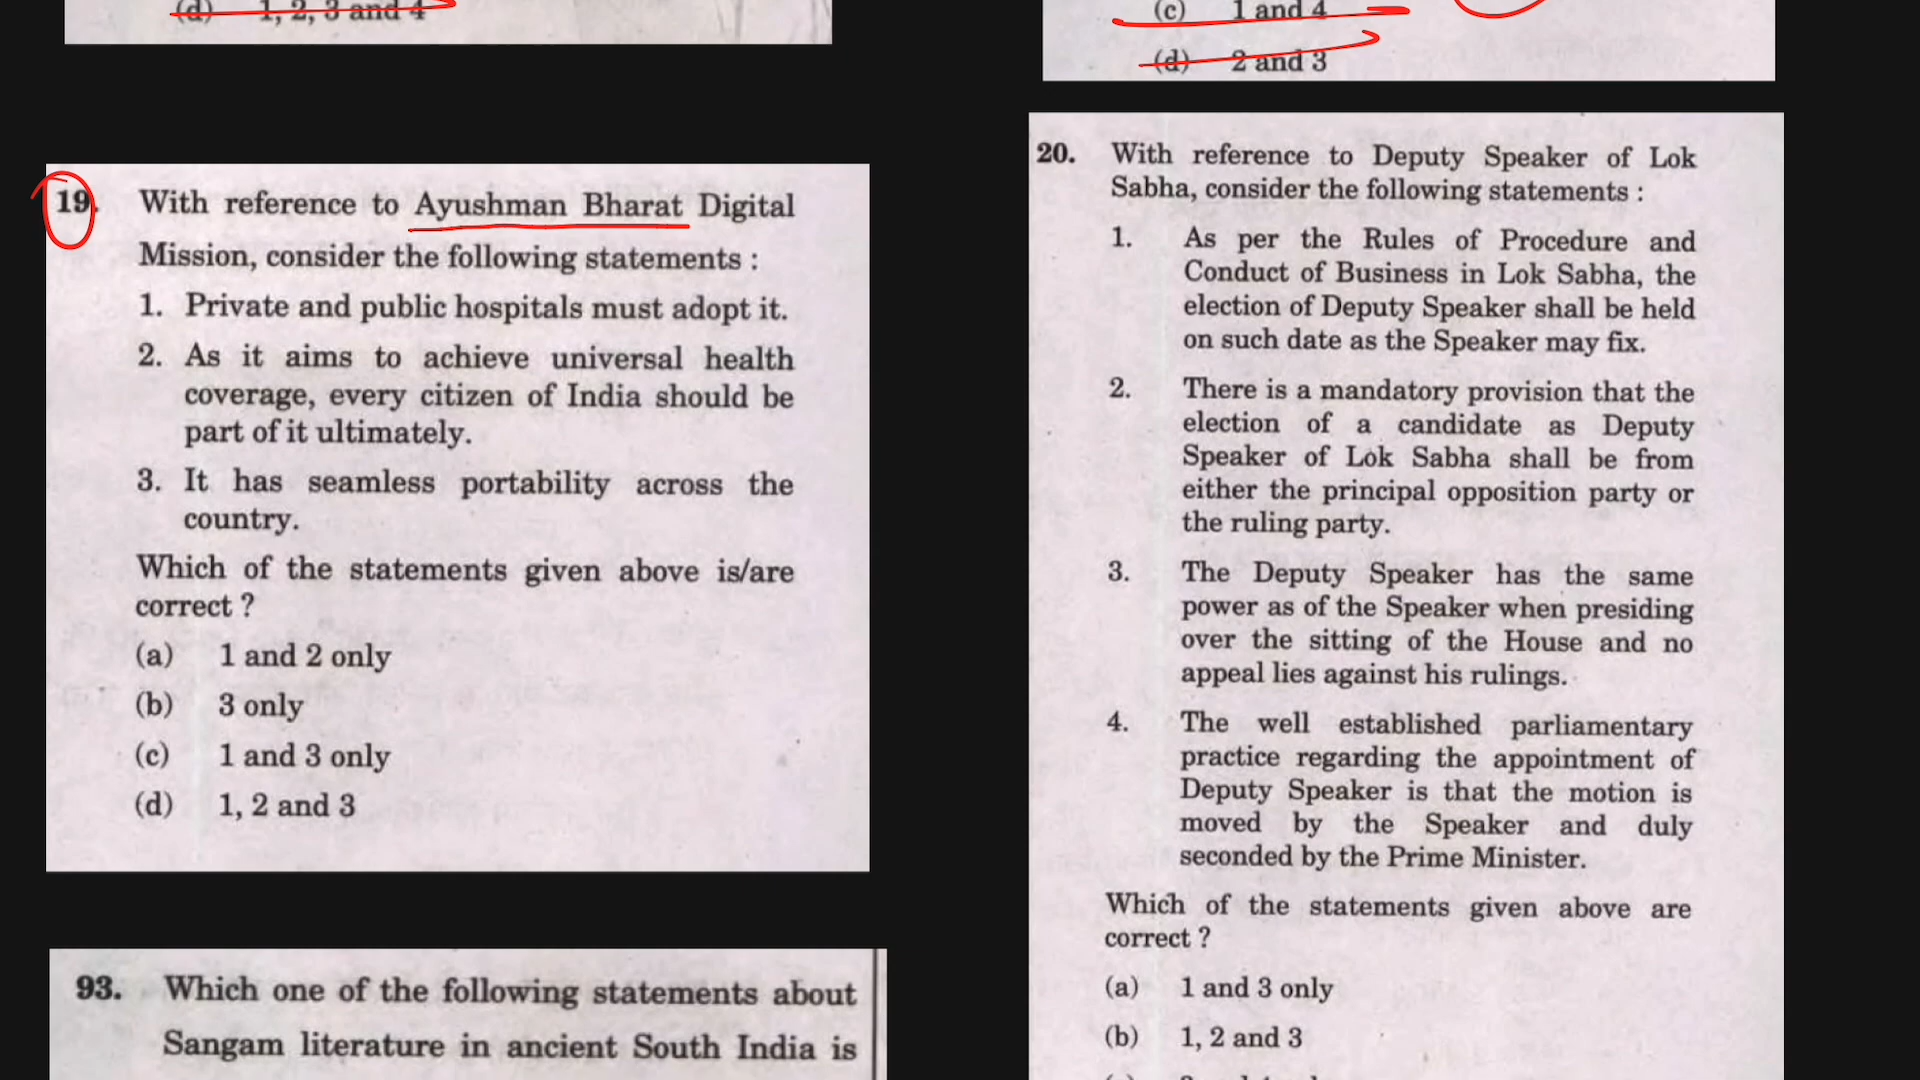 (d) 1, 2, 3 and 4
19. With reference to Ayushman Bharat Digital
Mission, consider the following statements :
1. Private and public hospitals must adopt it.
2. As it aims to achieve universal health
coverage, every citizen of India should be
part of it ultimately.
3. It has seamless portability across the
country.
Which of the statements given above is/are
correct ?
(a) 1 and 2 only
(b) 3 only
(c) 1 and 3 only
(d) 1, 2 and 3
93. Which one of the following statements about
Sangam literature in ancient South India is
(c) 1 and 4
(d) 2 and 3
20. With reference to Deputy Speaker of Lok
Sabha, consider the following statements :
1. As per the Rules of Procedure and
Conduct of Business in Lok Sabha, the
election of Deputy Speaker shall be held
on such date as the Speaker may fix.
2. There is a mandatory provision that the
election of a candidate as Deputy
Speaker of Lok Sabha shall be from
either the principal opposition party or
the ruling party.
3. The Deputy Speaker has the same
power as of the Speaker when presiding
over the sitting of the House and no
appeal lies against his rulings.
4. The well established parliamentary
practice regarding the appointment of
Deputy Speaker is that the motion is
moved by the Speaker and duly
seconded by the Prime Minister.
Which of the statements given above are
correct ?
(a) 1 and 3 only
(b) 1, 2 and 3